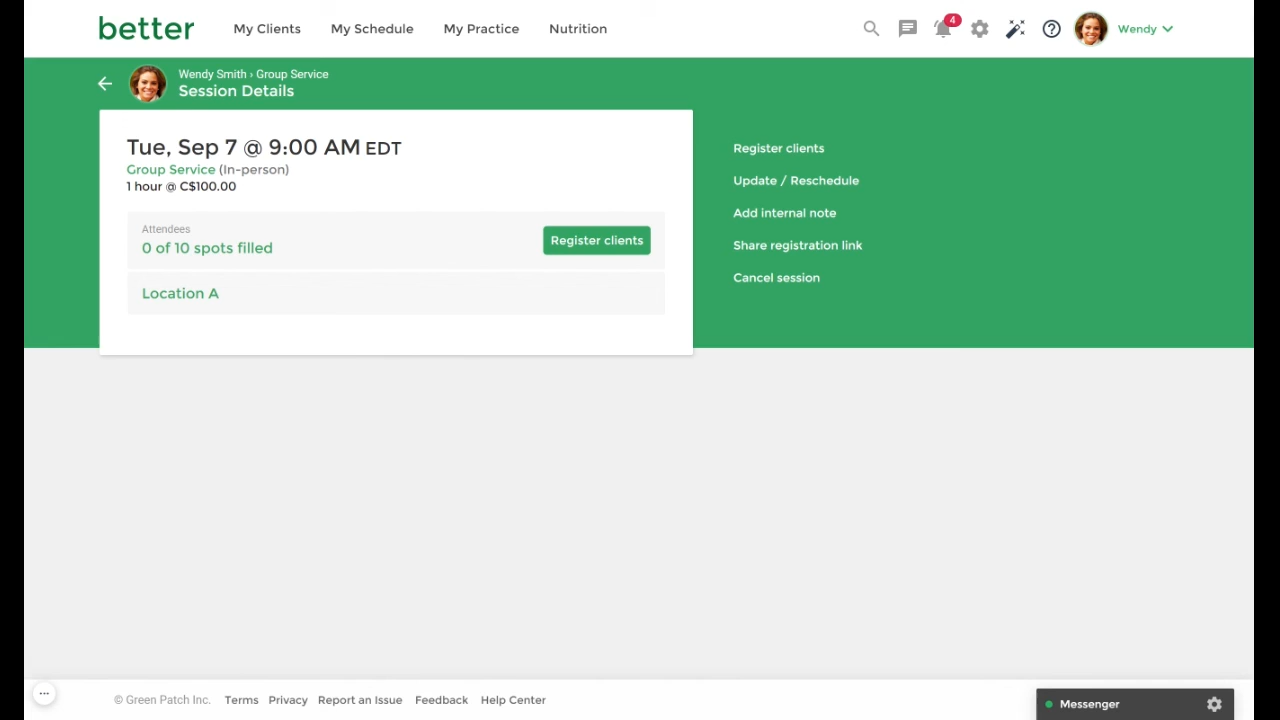 better
My Clients
My Schedule
My Practice
Nutrition
4
Wendy
Wendy Smith › Group Service
Session Details
Tue, Sep 7 @ 9:00 AM EDT
Group Service (In-person)
1 hour @ C$100.00
Attendees
0 of 10 spots filled
Register clients
Location A
Register clients
Update / Reschedule
Add internal note
Share registration link
Cancel session
© Green Patch Inc.
Terms
Privacy
Report an Issue
Feedback
Help Center
Messenger